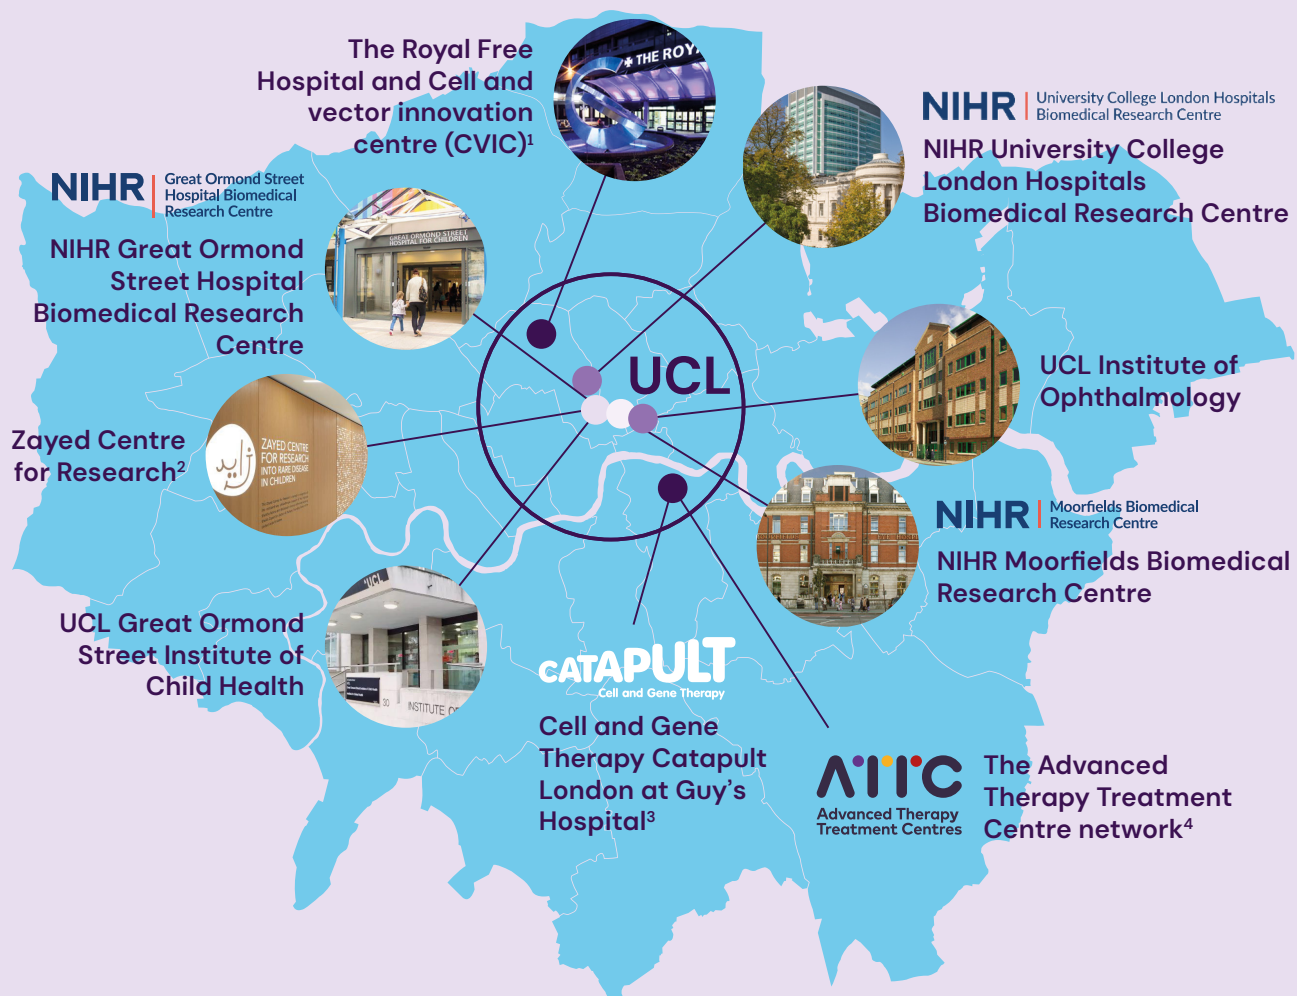 The Royal Free
Hospital and Cell and
vector innovation
centre (CVIC)¹
THE ROY
NIHR
University College London Hospitals
Biomedical Research Centre
NIHR University College
London Hospitals
Biomedical Research Centre
NIHR
Great Ormond Street
Hospital Biomedical
Research Centre
NIHR Great Ormond
Street Hospital
Biomedical Research
Centre
GREAT ORMOND STREET
HOSPITAL FOR CHILDREN
UCL
UCL Institute of
Ophthalmology
Zayed Centre
for Research²
زايد
ZAYED CENTRE
FOR RESEARCH
INTO RARE DISEASE
IN CHILDREN
NIHR
Moorfields Biomedical
Research Centre
NIHR Moorfields Biomedical
Research Centre
UCL Great Ormond
Street Institute of
Child Health
UCL
30
INSTITUTE O
CATAPULT
Cell and Gene Therapy
Cell and Gene
Therapy Catapult
London at Guy's
Hospital³
ATTC
Advanced Therapy
Treatment Centres
The Advanced
Therapy Treatment
Centre network⁴